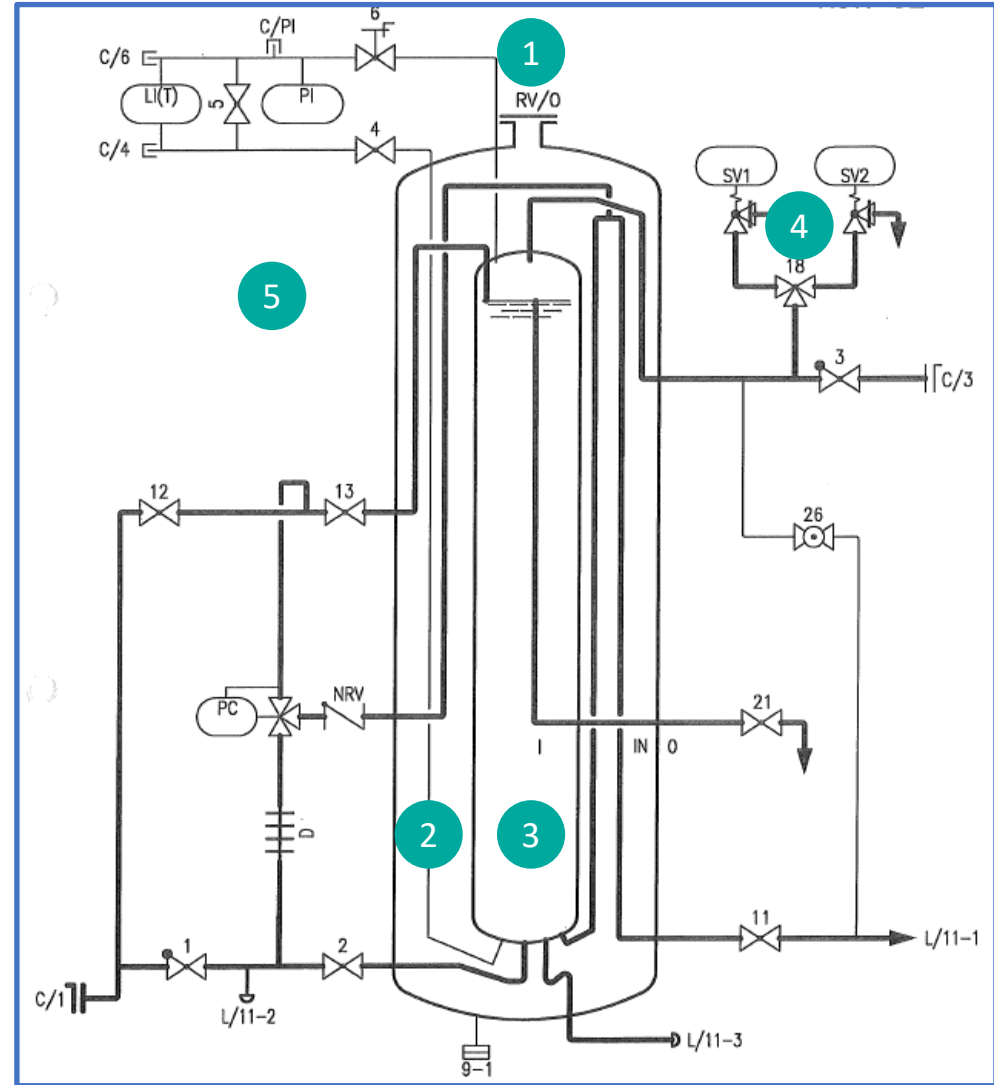 6
1
C/PI
C/6
LI(T)
5
PI
RV/O
C/4
4
SV1
SV2
4
18
5
3
C/3
12
13
26
PC
NRV
21
I
IN
O
D
2
3
1
2
11
L/11-1
C/1
L/11-2
L/11-3
9-1